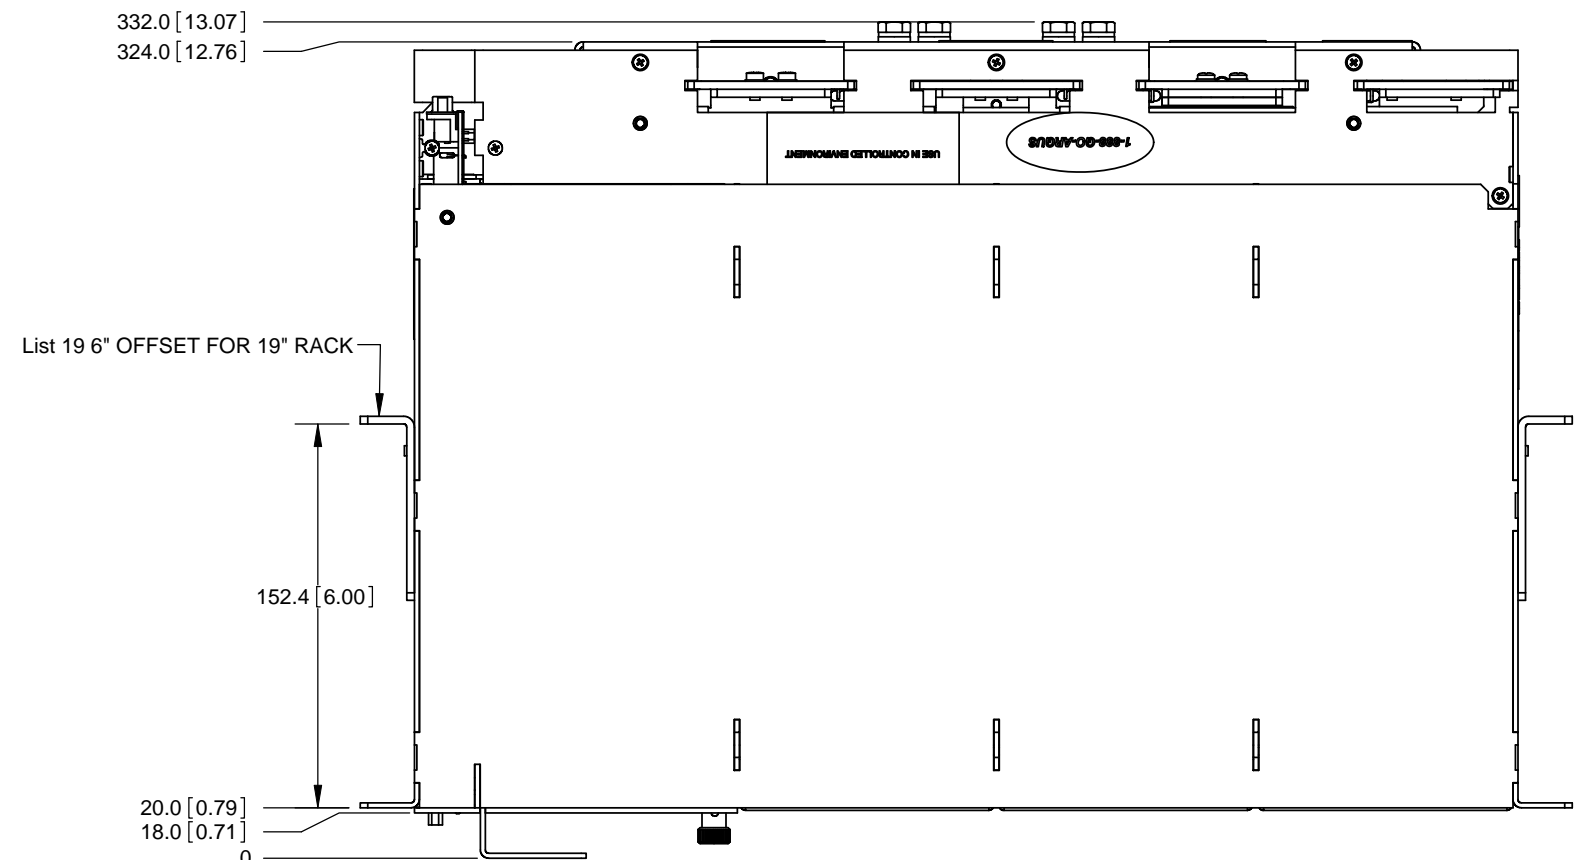 332.0 [13.07]
324.0 [12.76]
1-888-GO-ARGUS
USE IN CONTROLLED ENVIRONMENT
List 19 6" OFFSET FOR 19" RACK
152.4 [6.00]
20.0 [0.79]
18.0 [0.71]
0